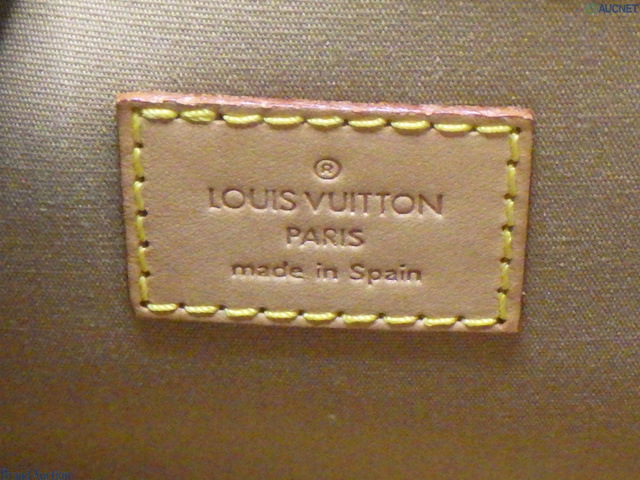 AUCNET
®
LOUIS VUITTON
PARIS
made in Spain
Brand Auction